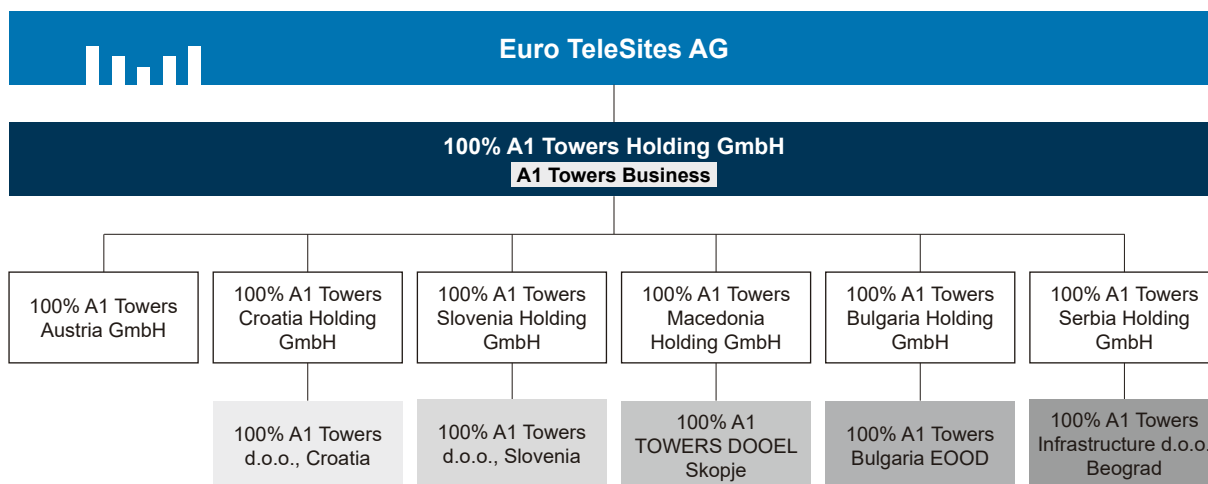 Euro TeleSites AG
100% A1 Towers Holding GmbH
A1 Towers Business
100% A1 Towers
Austria GmbH
100% A1 Towers
Croatia Holding
GmbH
100% A1 Towers
Slovenia Holding
GmbH
100% A1 Towers
Macedonia
Holding GmbH
100% A1 Towers
Bulgaria Holding
GmbH
100% A1 Towers
Serbia Holding
GmbH
100% A1 Towers
d.o.o., Croatia
100% A1 Towers
d.o.o., Slovenia
100% A1
TOWERS DOOEL
Skopje
100% A1 Towers
Bulgaria EOOD
100% A1 Towers
Infrastructure d.o.o.
Beograd